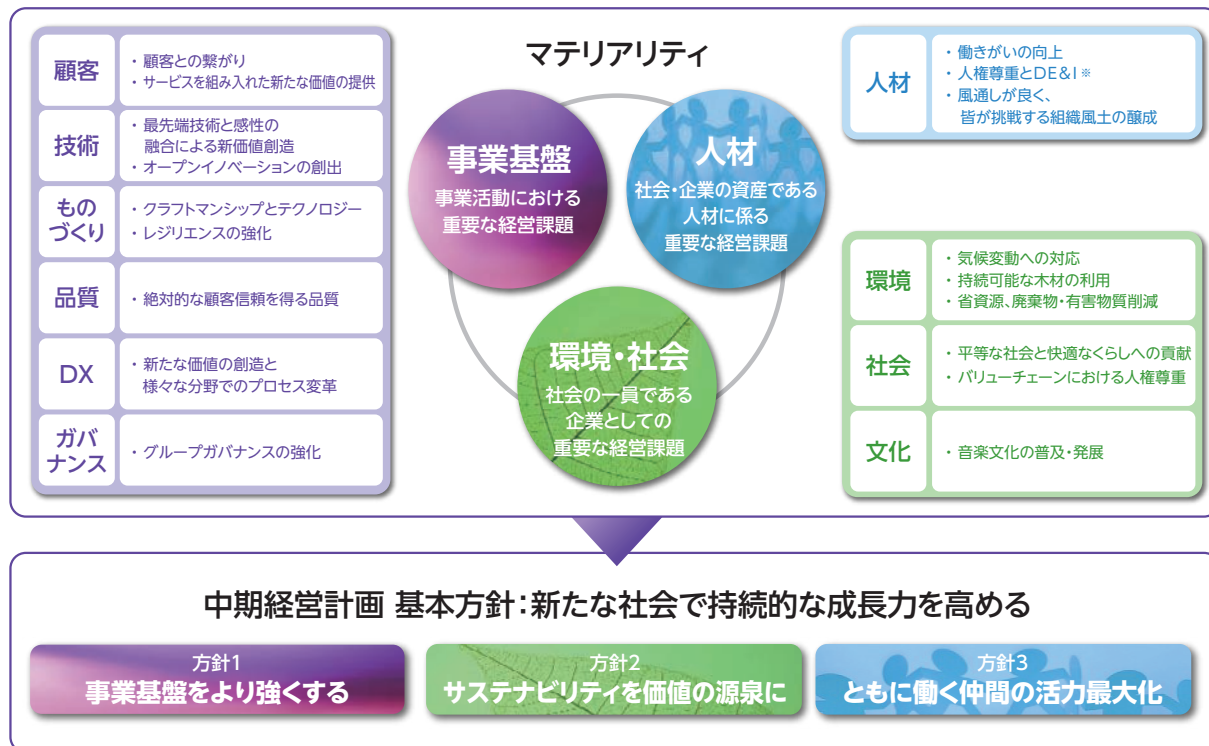 マテリアリティ
顧客
・顧客との繋がり
・サービスを組み入れた新たな価値の提供
技術
・最先端技術と感性の
融合による新価値創造
・オープンイノベーションの創出
もの
づくり
・クラフトマンシップとテクノロジー
・レジリエンスの強化
品質
・絶対的な顧客信頼を得る品質
DX
・新たな価値の創造と
様々な分野でのプロセス変革
ガバ
ナンス
・グループガバナンスの強化
事業基盤
事業活動における
重要な経営課題
人材
社会・企業の資産である
人材に係る
重要な経営課題
環境・社会
社会の一員である
企業としての
重要な経営課題
人材
・働きがいの向上
・人権尊重とDE&I※
・風通しが良く、
皆が挑戦する組織風土の醸成
環境
・気候変動への対応
・持続可能な木材の利用
・省資源、廃棄物・有害物質削減
社会
・平等な社会と快適なくらしへの貢献
・バリューチェーンにおける人権尊重
文化
・音楽文化の普及・発展
中期経営計画 基本方針：新たな社会で持続的な成長力を高める
方針1
事業基盤をより強くする
方針2
サステナビリティを価値の源泉に
方針3
ともに働く仲間の活力最大化